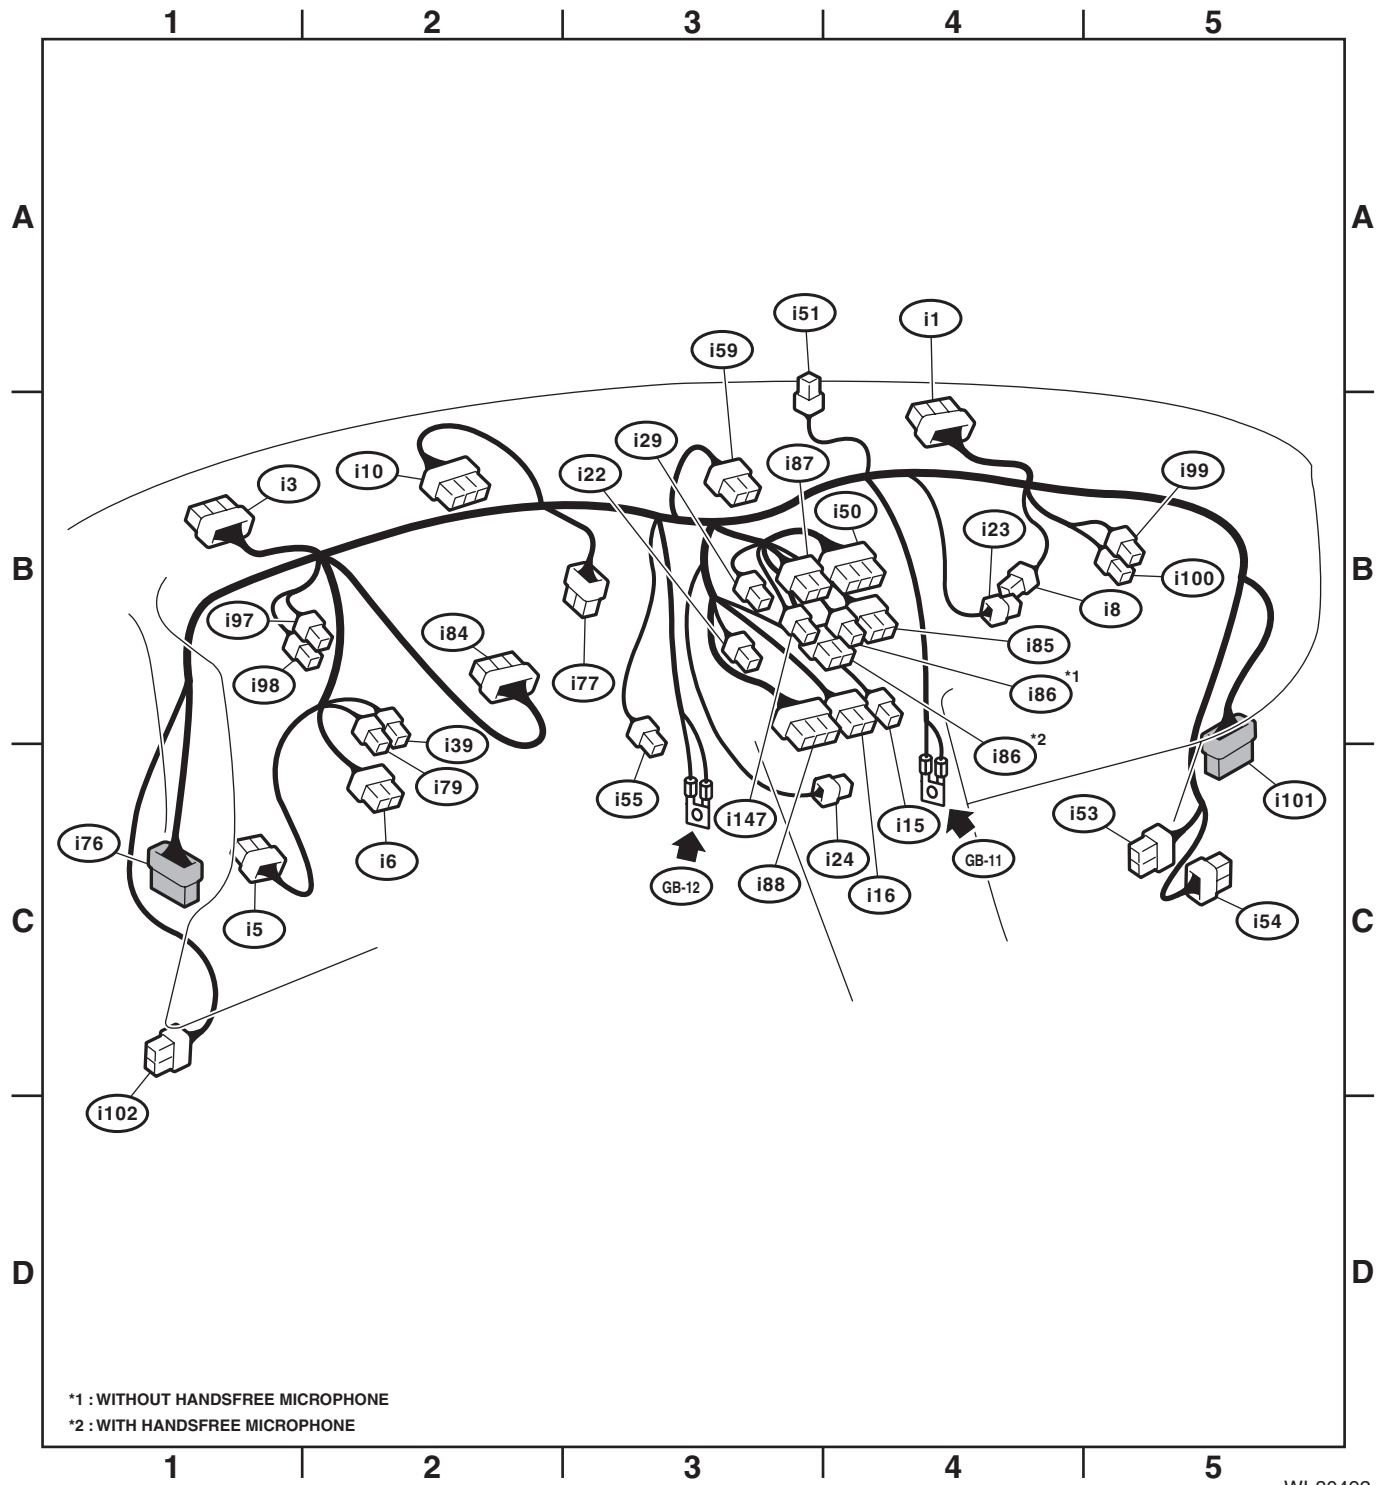 1 2 3 4 5
A A
i51
i1
i59
i29
i87
i10
i22
i99
i3
i50
i23
B B
i100
i8
i97
i84
i85
i98
i77
i86 *1
i39
i86 *2
i79
i55
i101
i53
i147
i15
i76
i6
i24
GB-11
GB-12
i88
i16
i5
i54
C C
i102
D D
*1 : WITHOUT HANDSFREE MICROPHONE
*2 : WITH HANDSFREE MICROPHONE
1 2 3 4 5